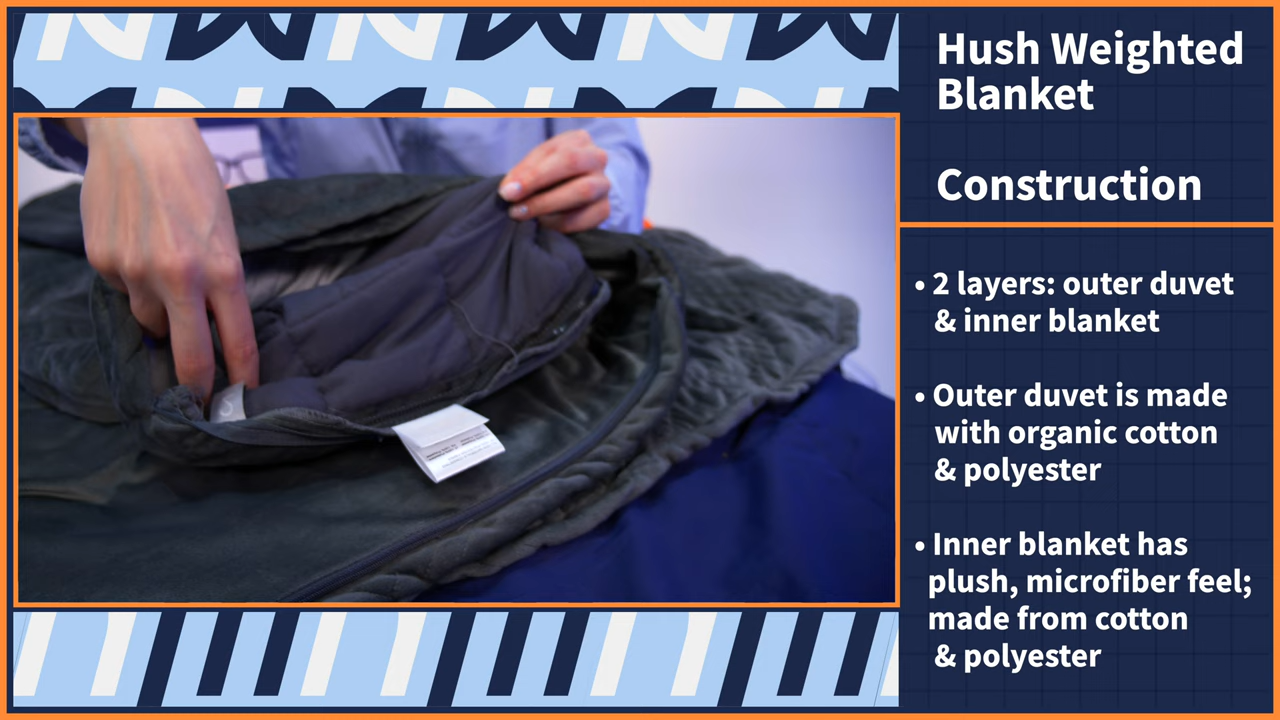 Hush Weighted
Blanket
Construction
• 2 layers: outer duvet
& inner blanket
• Outer duvet is made
with organic cotton
& polyester
• Inner blanket has
plush, microfiber feel;
made from cotton
& polyester